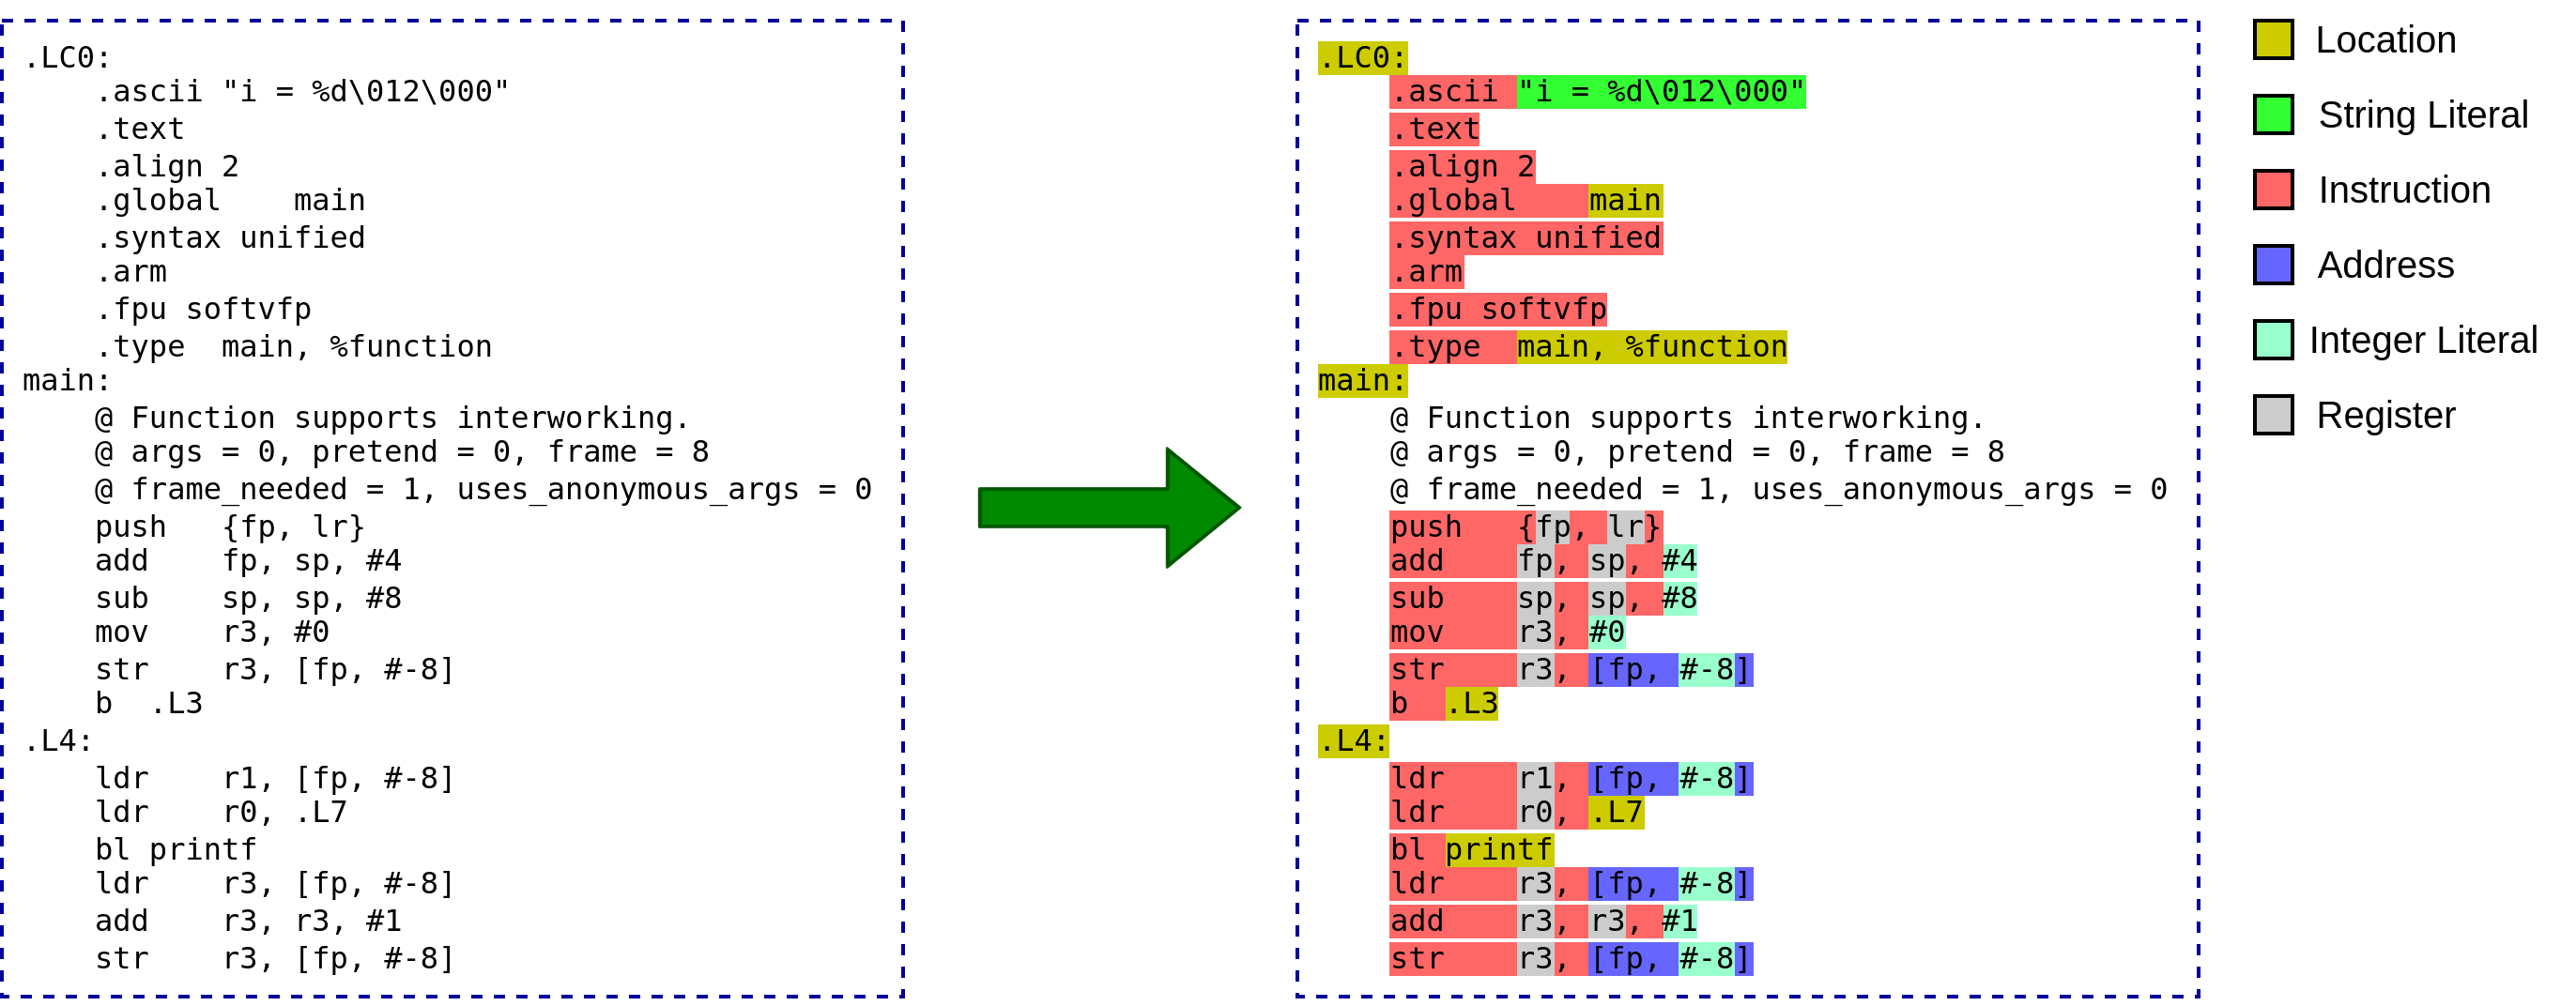 .LC0:
    .ascii "i = %d\012\000"
    .text
    .align 2
    .global    main
    .syntax unified
    .arm
    .fpu softvfp
    .type  main, %function
main:
    @ Function supports interworking.
    @ args = 0, pretend = 0, frame = 8
    @ frame_needed = 1, uses_anonymous_args = 0
    push   {fp, lr}
    add    fp, sp, #4
    sub    sp, sp, #8
    mov    r3, #0
    str    r3, [fp, #-8]
    b  .L3
.L4:
    ldr    r1, [fp, #-8]
    ldr    r0, .L7
    bl printf
    ldr    r3, [fp, #-8]
    add    r3, r3, #1
    str    r3, [fp, #-8]
.LC0:
    .ascii "i = %d\012\000"
    .text
    .align 2
    .global    main
    .syntax unified
    .arm
    .fpu softvfp
    .type  main, %function
main:
    @ Function supports interworking.
    @ args = 0, pretend = 0, frame = 8
    @ frame_needed = 1, uses_anonymous_args = 0
    push   {fp, lr}
    add    fp, sp, #4
    sub    sp, sp, #8
    mov    r3, #0
    str    r3, [fp, #-8]
    b  .L3
.L4:
    ldr    r1, [fp, #-8]
    ldr    r0, .L7
    bl printf
    ldr    r3, [fp, #-8]
    add    r3, r3, #1
    str    r3, [fp, #-8]
Location
String Literal
Instruction
Address
Integer Literal
Register